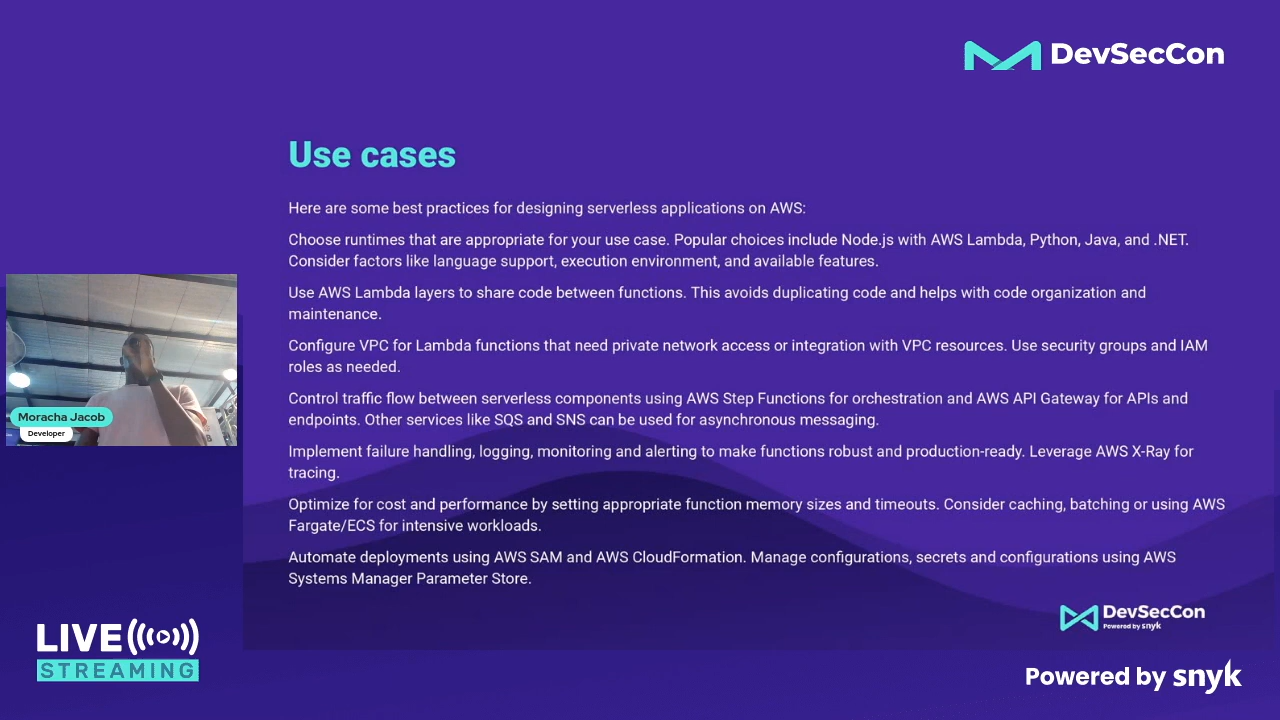 DevSecCon
Use cases
Here are some best practices for designing serverless applications on AWS:
Choose runtimes that are appropriate for your use case. Popular choices include Node.js with AWS Lambda, Python, Java, and .NET.
Consider factors like language support, execution environment, and available features.
Use AWS Lambda layers to share code between functions. This avoids duplicating code and helps with code organization and
maintenance.
Configure VPC for Lambda functions that need private network access or integration with VPC resources. Use security groups and IAM
roles as needed.
Control traffic flow between serverless components using AWS Step Functions for orchestration and AWS API Gateway for APIs and
endpoints. Other services like SQS and SNS can be used for asynchronous messaging.
Implement failure handling, logging, monitoring and alerting to make functions robust and production-ready. Leverage AWS X-Ray for
tracing.
Optimize for cost and performance by setting appropriate function memory sizes and timeouts. Consider caching, batching or using AWS
Fargate/ECS for intensive workloads.
Automate deployments using AWS SAM and AWS CloudFormation. Manage configurations, secrets and configurations using AWS
Systems Manager Parameter Store.
Moracha Jacob
Developer
DevSecCon
Powered by snyk
LIVE
STREAMING
Powered by snyk